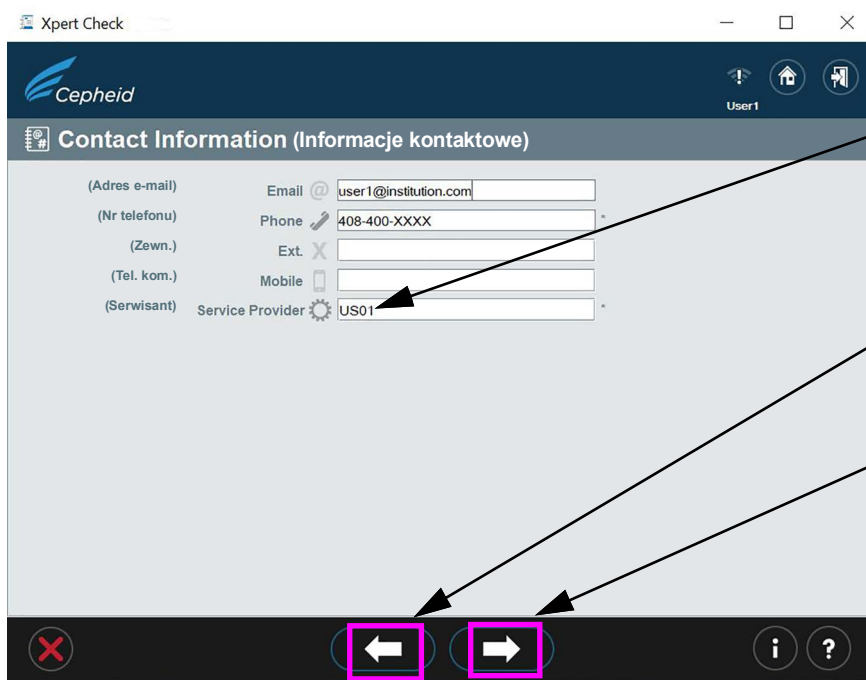 Xpert Check
Cepheid
User1
Contact Information (Informacje kontaktowe)
(Adres e-mail) Email @ user1@institution.com
(Nr telefonu) Phone 408-400-XXXX *
(Zewn.) Ext. X
(Tel. kom.) Mobile
(Serwisant) Service Provider US01 *
i ?